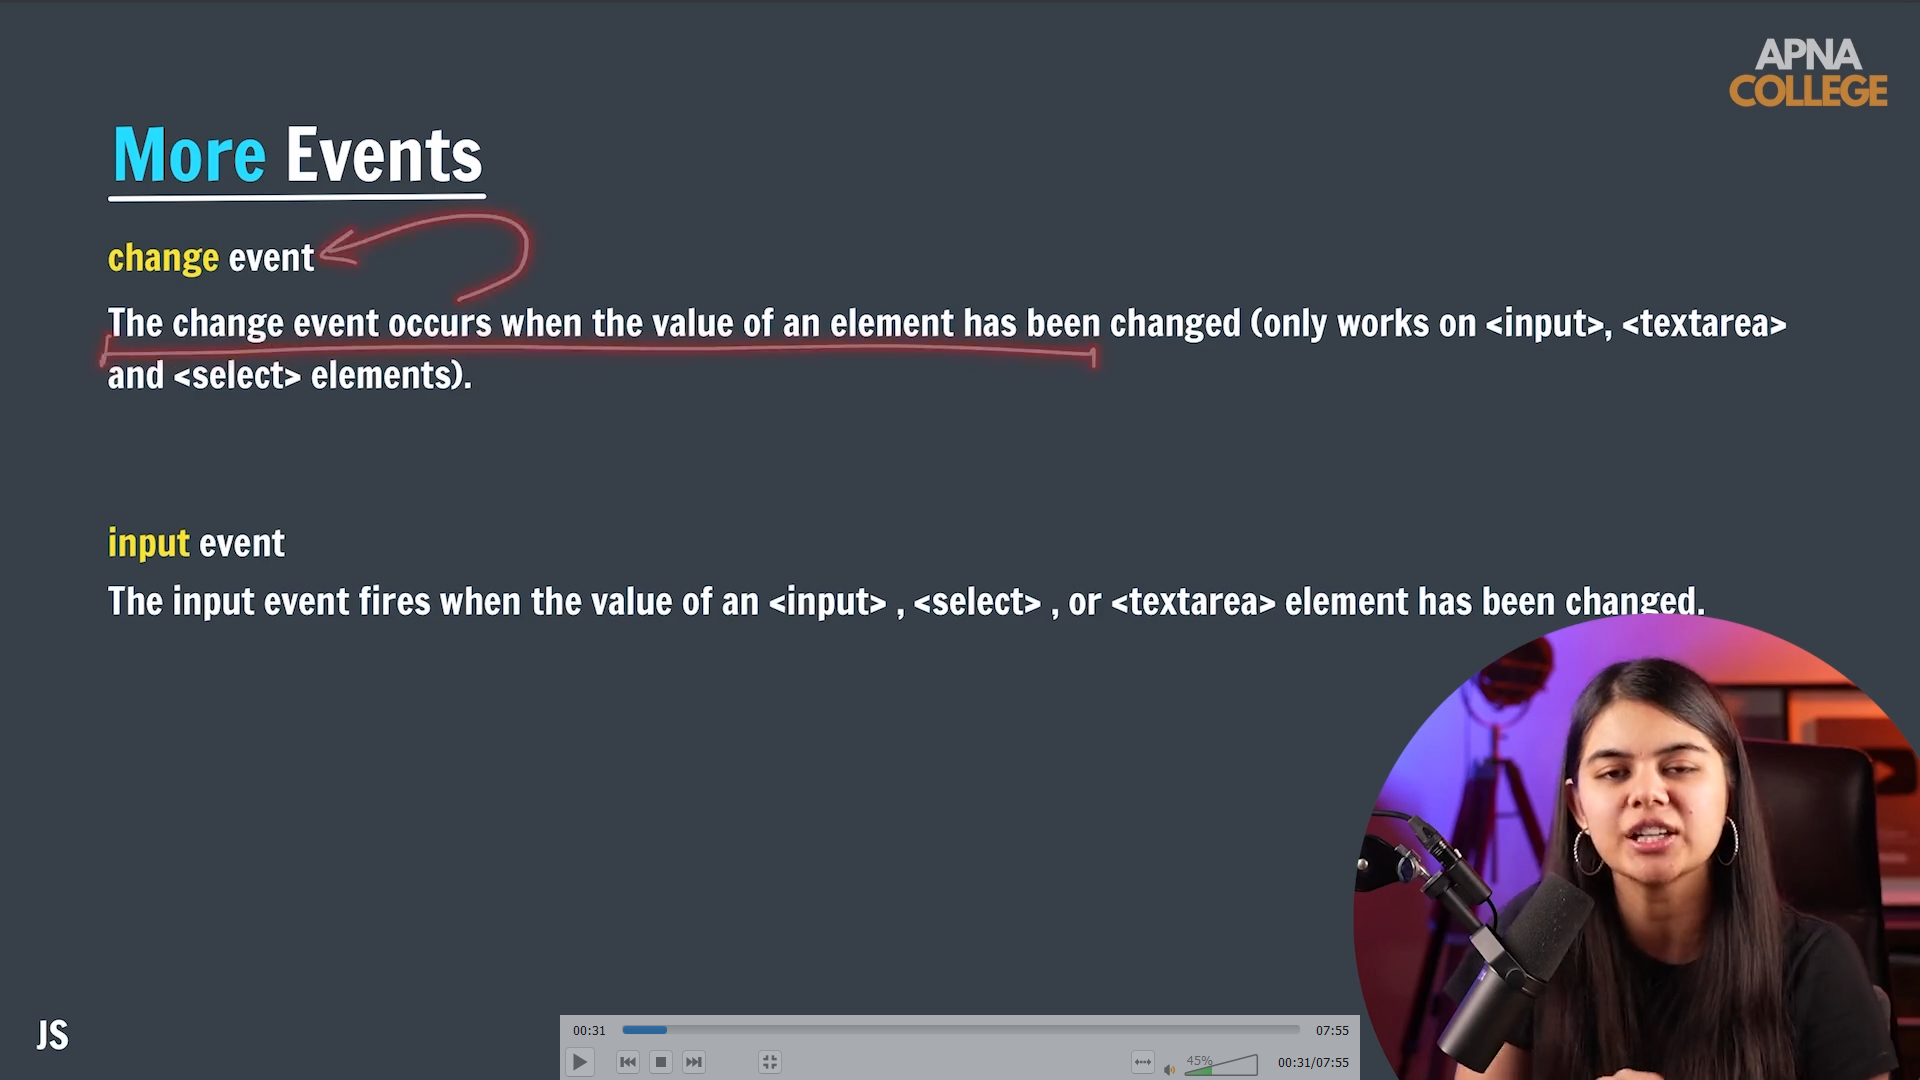 APNA
COLLEGE
More Events
change event
The change event occurs when the value of an element has been changed (only works on <input>, <textarea>
and <select> elements).
input event
The input event fires when the value of an <input> , <select> , or <textarea> element has been changed.
JS
00:31
07:55
45%
00:31/07:55